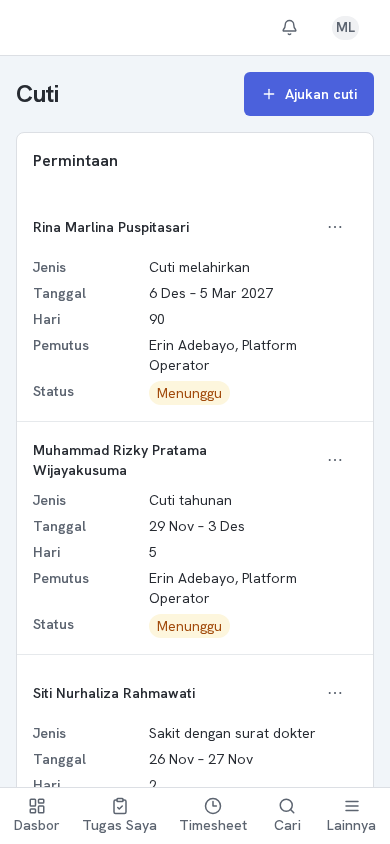 ML
Cuti
Ajukan cuti
Permintaan
Rina Marlina Puspitasari
Jenis Cuti melahirkan
Tanggal 6 Des – 5 Mar 2027
Hari 90
Pemutus Erin Adebayo, Platform
Operator
Status Menunggu
Muhammad Rizky Pratama
Wijayakusuma
Jenis Cuti tahunan
Tanggal 29 Nov – 3 Des
Hari 5
Pemutus Erin Adebayo, Platform
Operator
Status Menunggu
Siti Nurhaliza Rahmawati
Jenis Sakit dengan surat dokter
Tanggal 26 Nov – 27 Nov
Hari 2
Dasbor Tugas Saya Timesheet Cari Lainnya